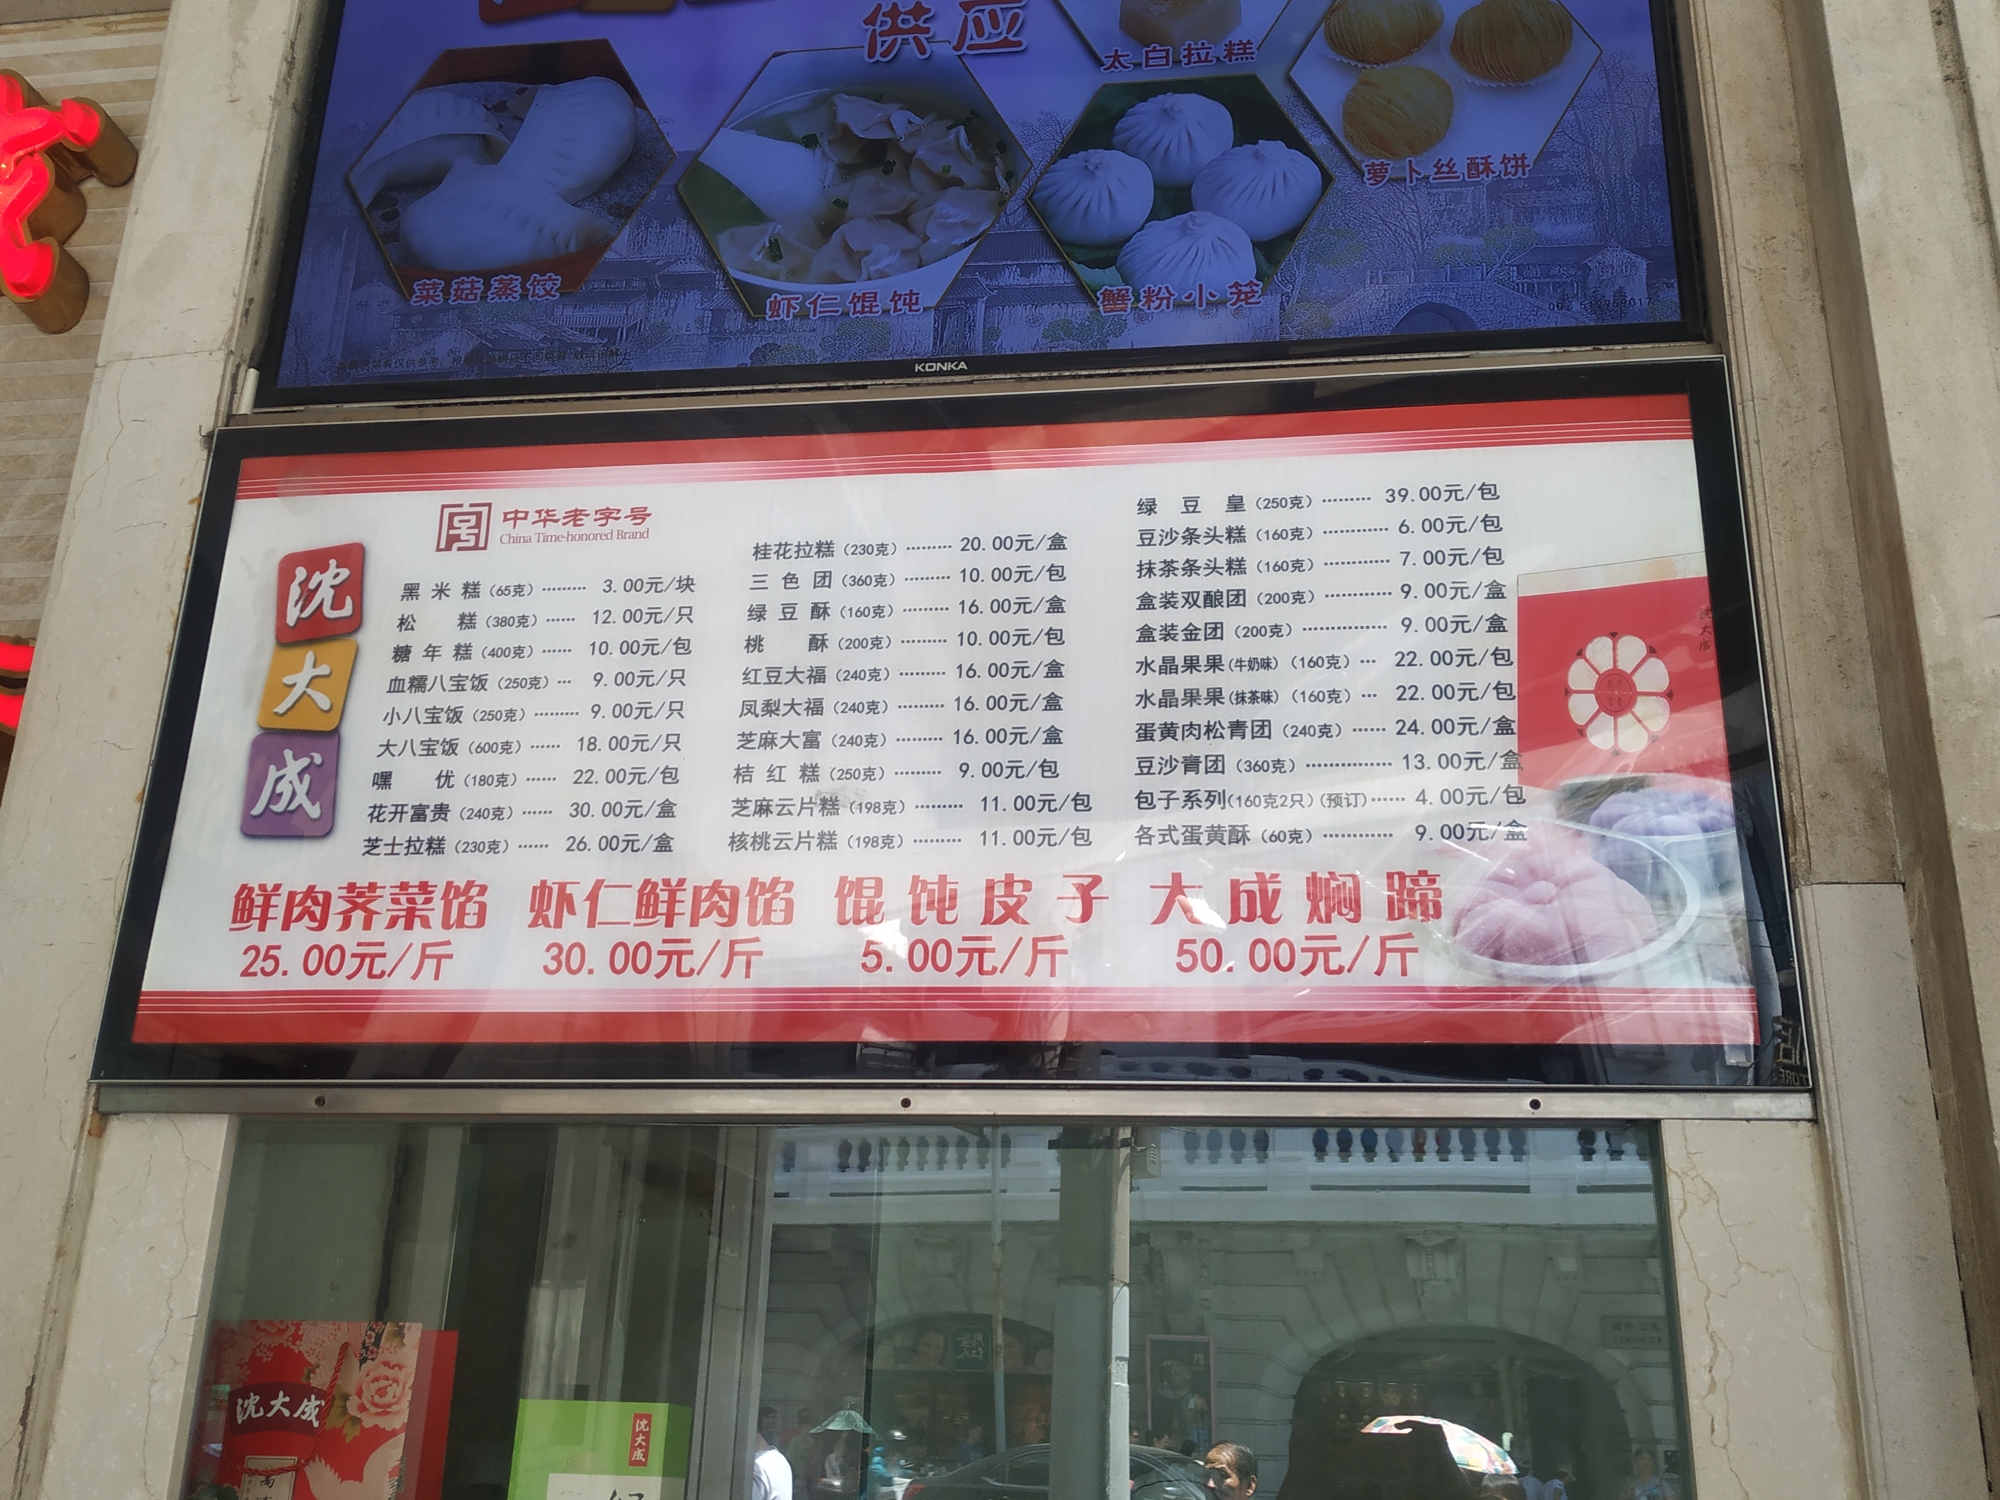 供应
太白拉糕
萝卜丝酥饼
菜菇蒸饺
虾仁馄饨
蟹粉小笼
KONKA
中华老字号
China Time-honored Brand
沈大成
黑米糕(65克)········· 3.00元/块
松糕(380克)······ 12.00元/只
糖年糕(400克)······ 10.00元/包
血糯八宝饭(250克)··· 9.00元/只
小八宝饭(250克)········· 9.00元/只
大八宝饭(600克)······ 18.00元/只
嘿优(180克)······ 22.00元/包
花开富贵(240克)······ 30.00元/盒
芝士拉糕(230克)······ 26.00元/盒
桂花拉糕(230克)········· 20.00元/盒
三色团(360克)········· 10.00元/包
绿豆酥(160克)········· 16.00元/盒
桃酥(200克)········· 10.00元/包
红豆大福(240克)········· 16.00元/盒
凤梨大福(240克)········· 16.00元/盒
芝麻大富(240克)········· 16.00元/盒
桔红糕(250克)········· 9.00元/包
芝麻云片糕(198克)········· 11.00元/包
核桃云片糕(198克)········· 11.00元/包
绿豆皇(250克)········· 39.00元/包
豆沙条头糕(160克)············ 6.00元/包
抹茶条头糕(160克)············ 7.00元/包
盒装双酿团(200克)············ 9.00元/盒
盒装金团(200克)··············· 9.00元/盒
水晶果果(牛奶味)(160克)··· 22.00元/包
水晶果果(抹茶味)(160克)··· 22.00元/包
蛋黄肉松青团(240克)······ 24.00元/盒
豆沙青团(360克)··············· 13.00元/盒
包子系列(160克2只)(预订)······ 4.00元/包
各式蛋黄酥(60克)············ 9.00元/盒
鲜肉荠菜馅 虾仁鲜肉馅 馄饨皮子 大成焖蹄
25.00元/斤 30.00元/斤 5.00元/斤 50.00元/斤
沈大成
沈大成
沈大成